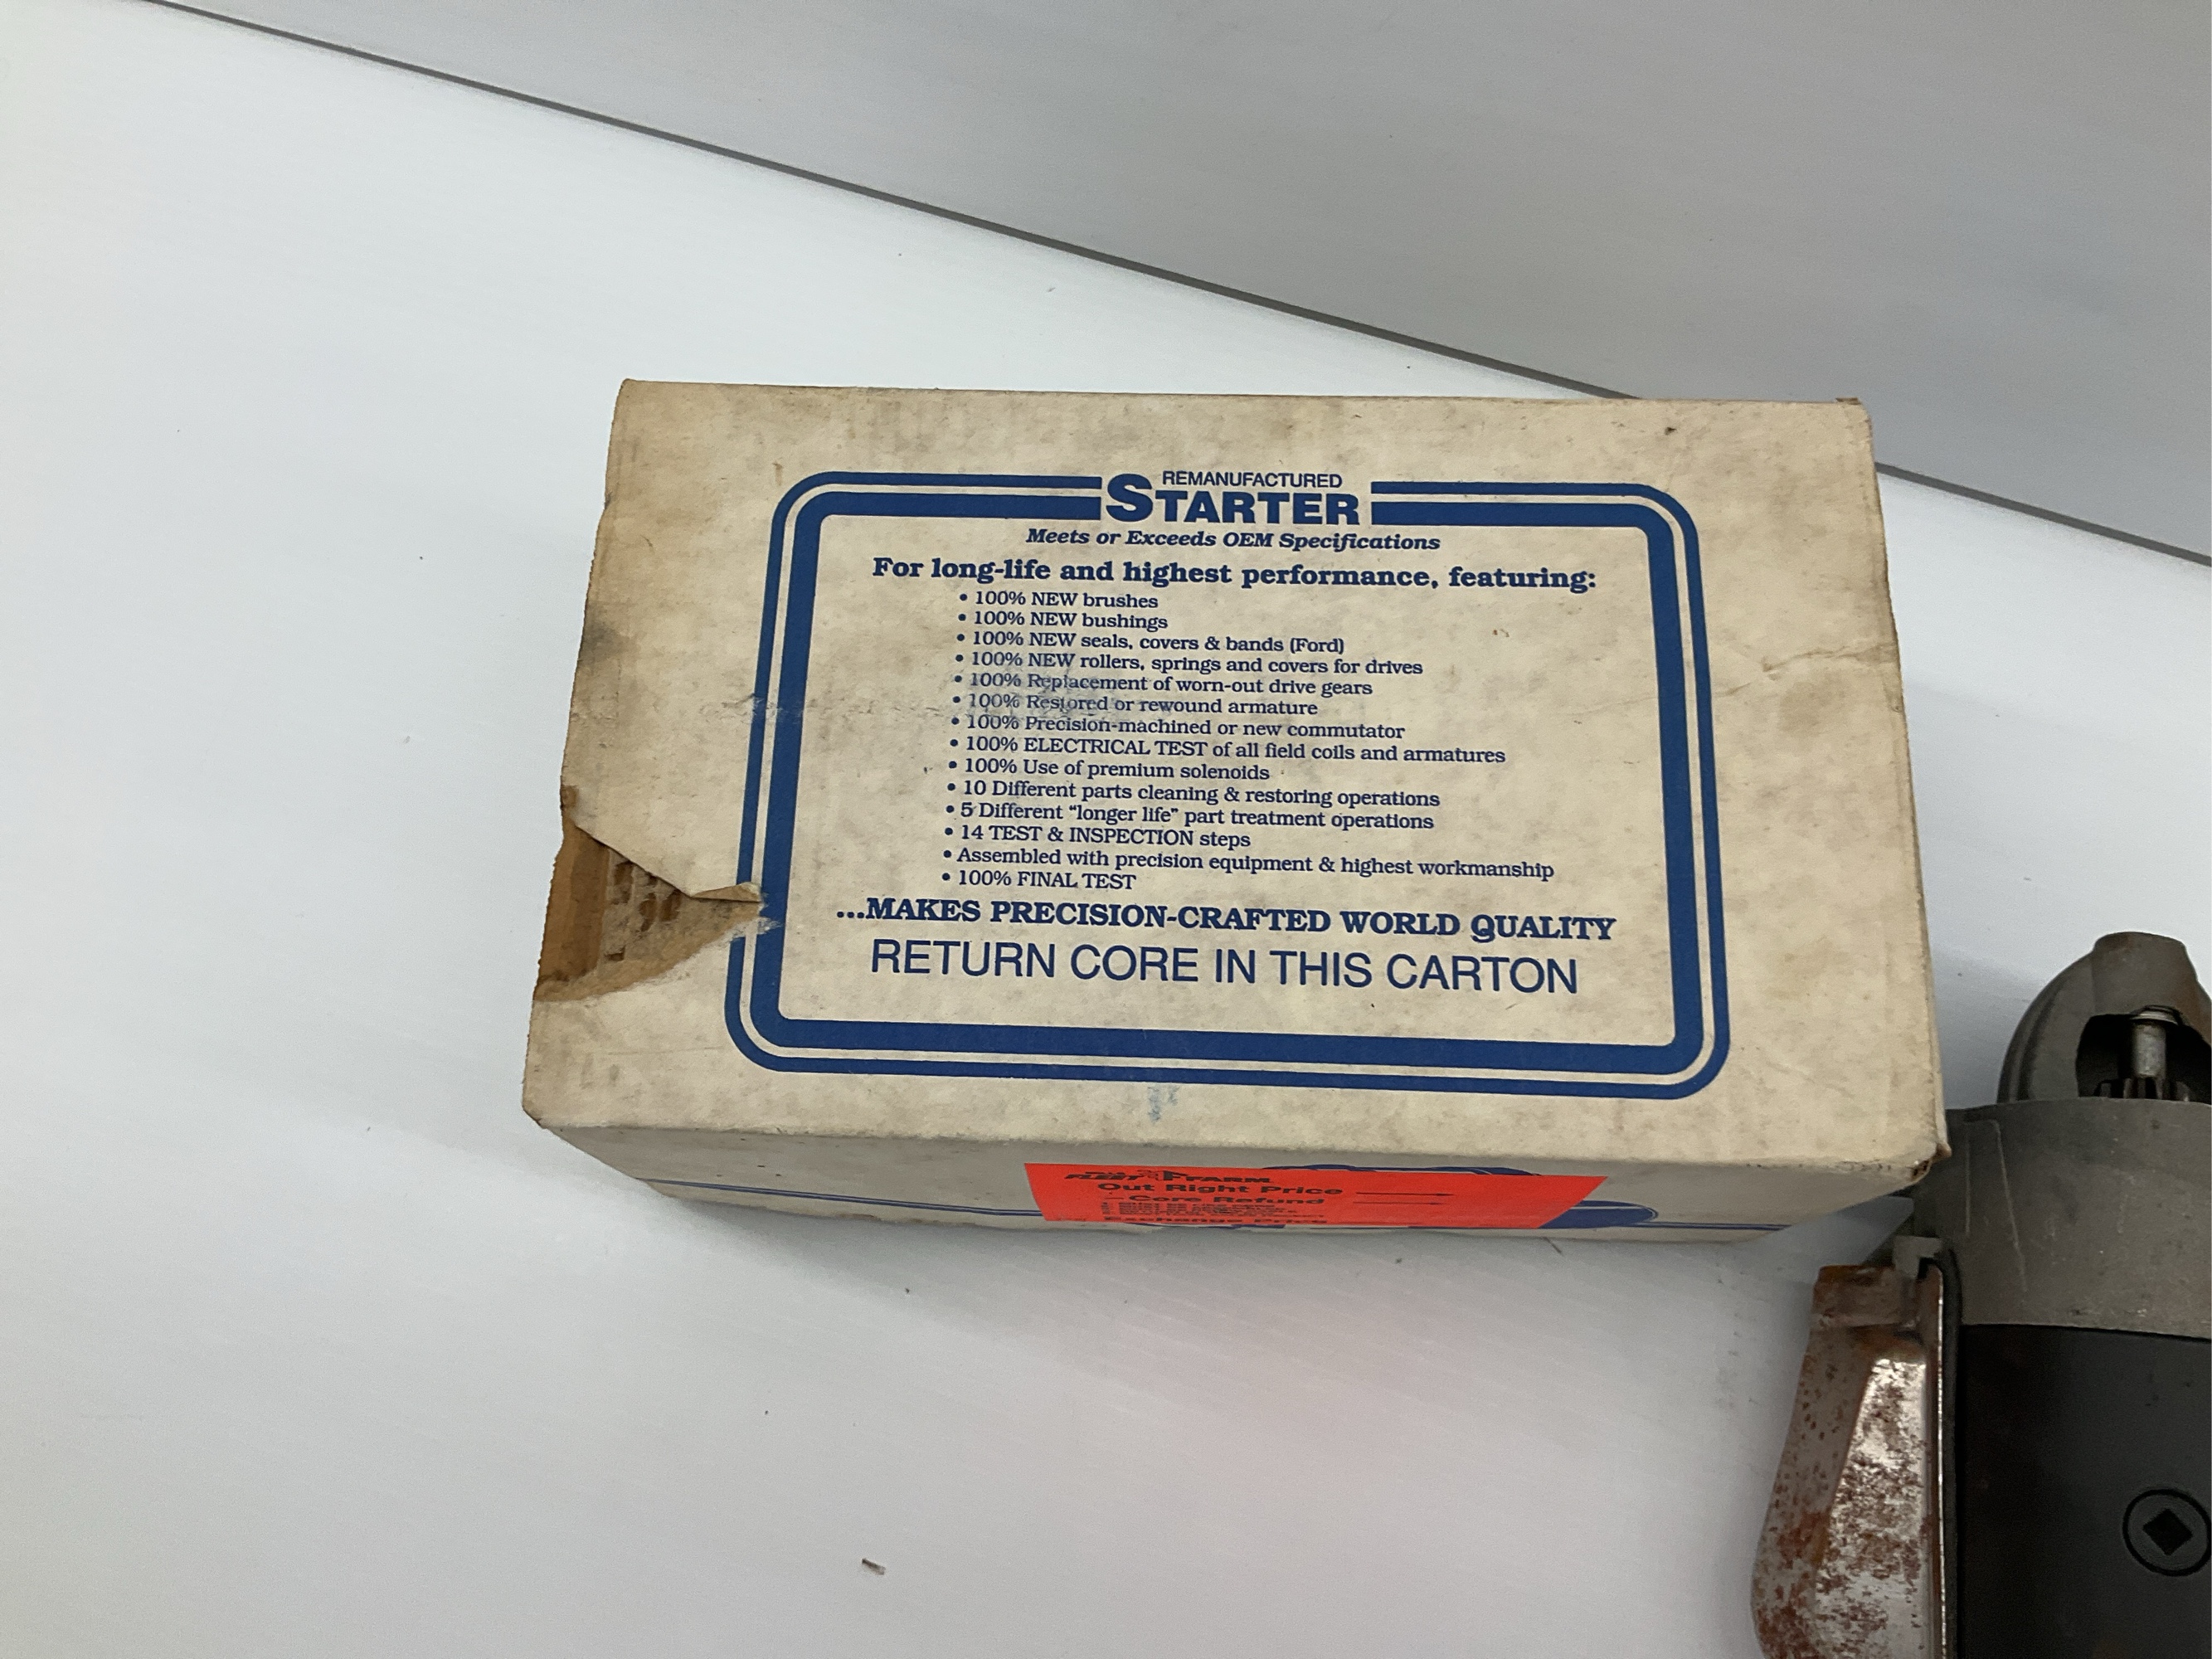 REMANUFACTURED
STARTER
Meets or Exceeds OEM Specifications
For long-life and highest performance, featuring:
• 100% NEW brushes
• 100% NEW bushings
• 100% NEW seals, covers & bands (Ford)
• 100% NEW rollers, springs and covers for drives
• 100% Replacement of worn-out drive gears
• 100% Restored or rewound armature
• 100% Precision-machined or new commutator
• 100% ELECTRICAL TEST of all field coils and armatures
• 100% Use of premium solenoids
• 10 Different parts cleaning & restoring operations
• 5 Different “longer life” part treatment operations
• 14 TEST & INSPECTION steps
• Assembled with precision equipment & highest workmanship
• 100% FINAL TEST
...MAKES PRECISION-CRAFTED WORLD QUALITY
RETURN CORE IN THIS CARTON
FLEET FARM
Out Right Price
—Core Refund
Exchange Price